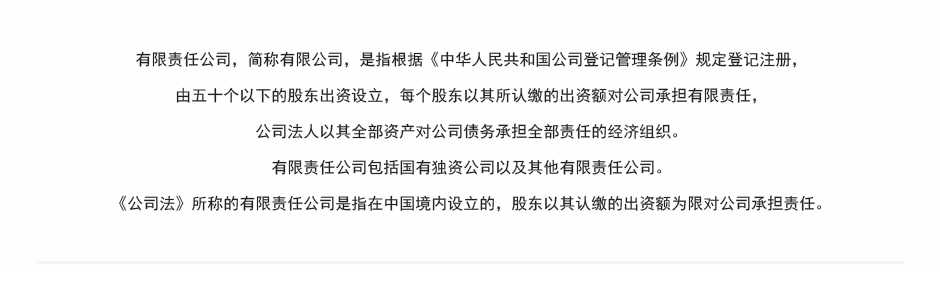 有限责任公司，简称有限公司，是指根据《中华人民共和国公司登记管理条例》规定登记注册，
由五十个以下的股东出资设立，每个股东以其所认缴的出资额对公司承担有限责任，
公司法人以其全部资产对公司债务承担全部责任的经济组织。
有限责任公司包括国有独资公司以及其他有限责任公司。
《公司法》所称的有限责任公司是指在中国境内设立的，股东以其认缴的出资额为限对公司承担责任。